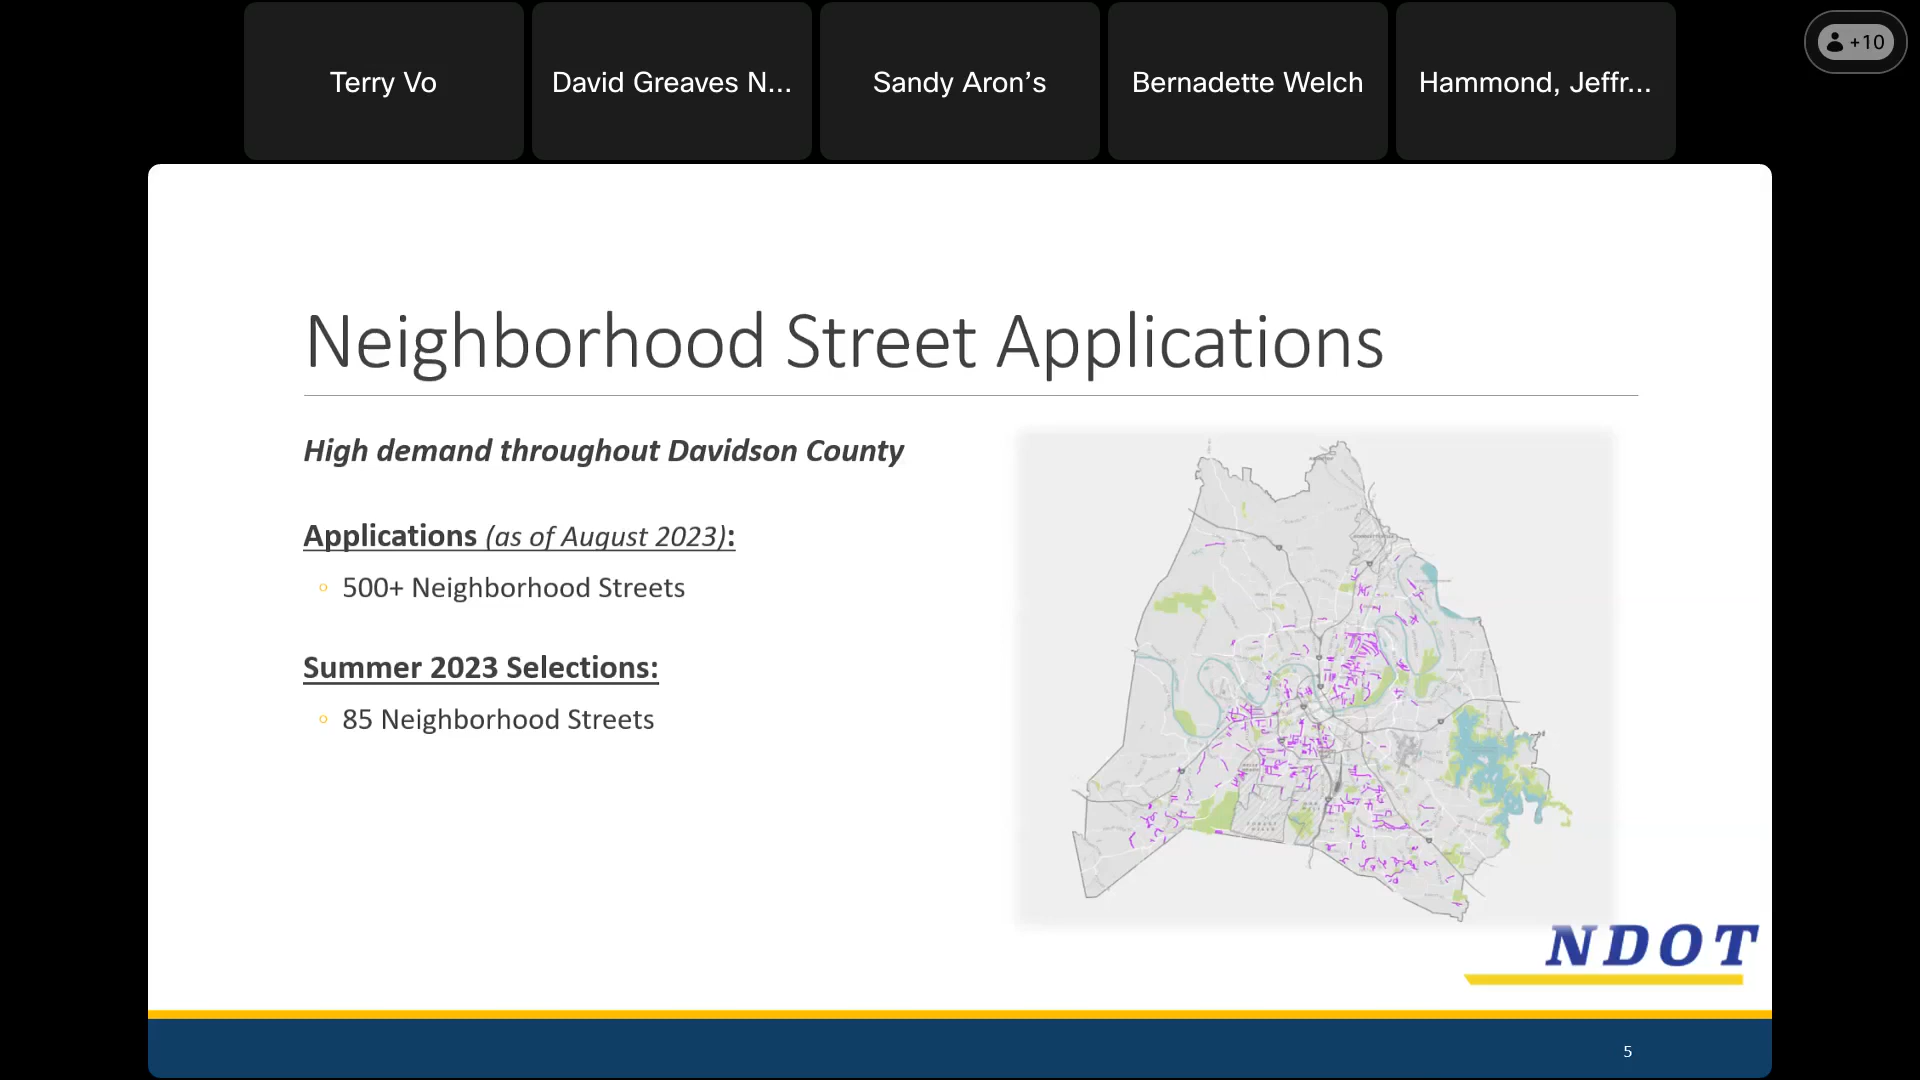 Terry Vo
David Greaves N...
Sandy Aron’s
Bernadette Welch
Hammond, Jeffr...
+10
Neighborhood Street Applications
High demand throughout Davidson County
Applications (as of August 2023):
500+ Neighborhood Streets
Summer 2023 Selections:
85 Neighborhood Streets
NDOT
5